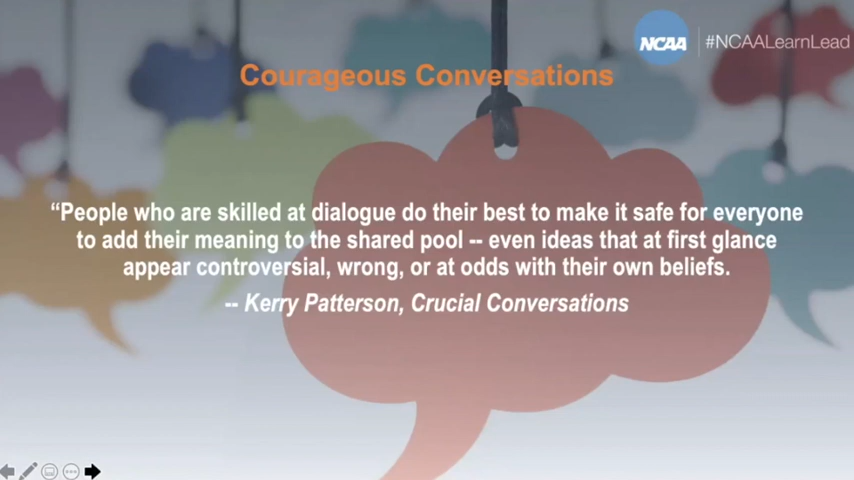 NCAA
#NCAALearnLead
Courageous Conversations
“People who are skilled at dialogue do their best to make it safe for everyone
to add their meaning to the shared pool -- even ideas that at first glance
appear controversial, wrong, or at odds with their own beliefs.
-- Kerry Patterson, Crucial Conversations